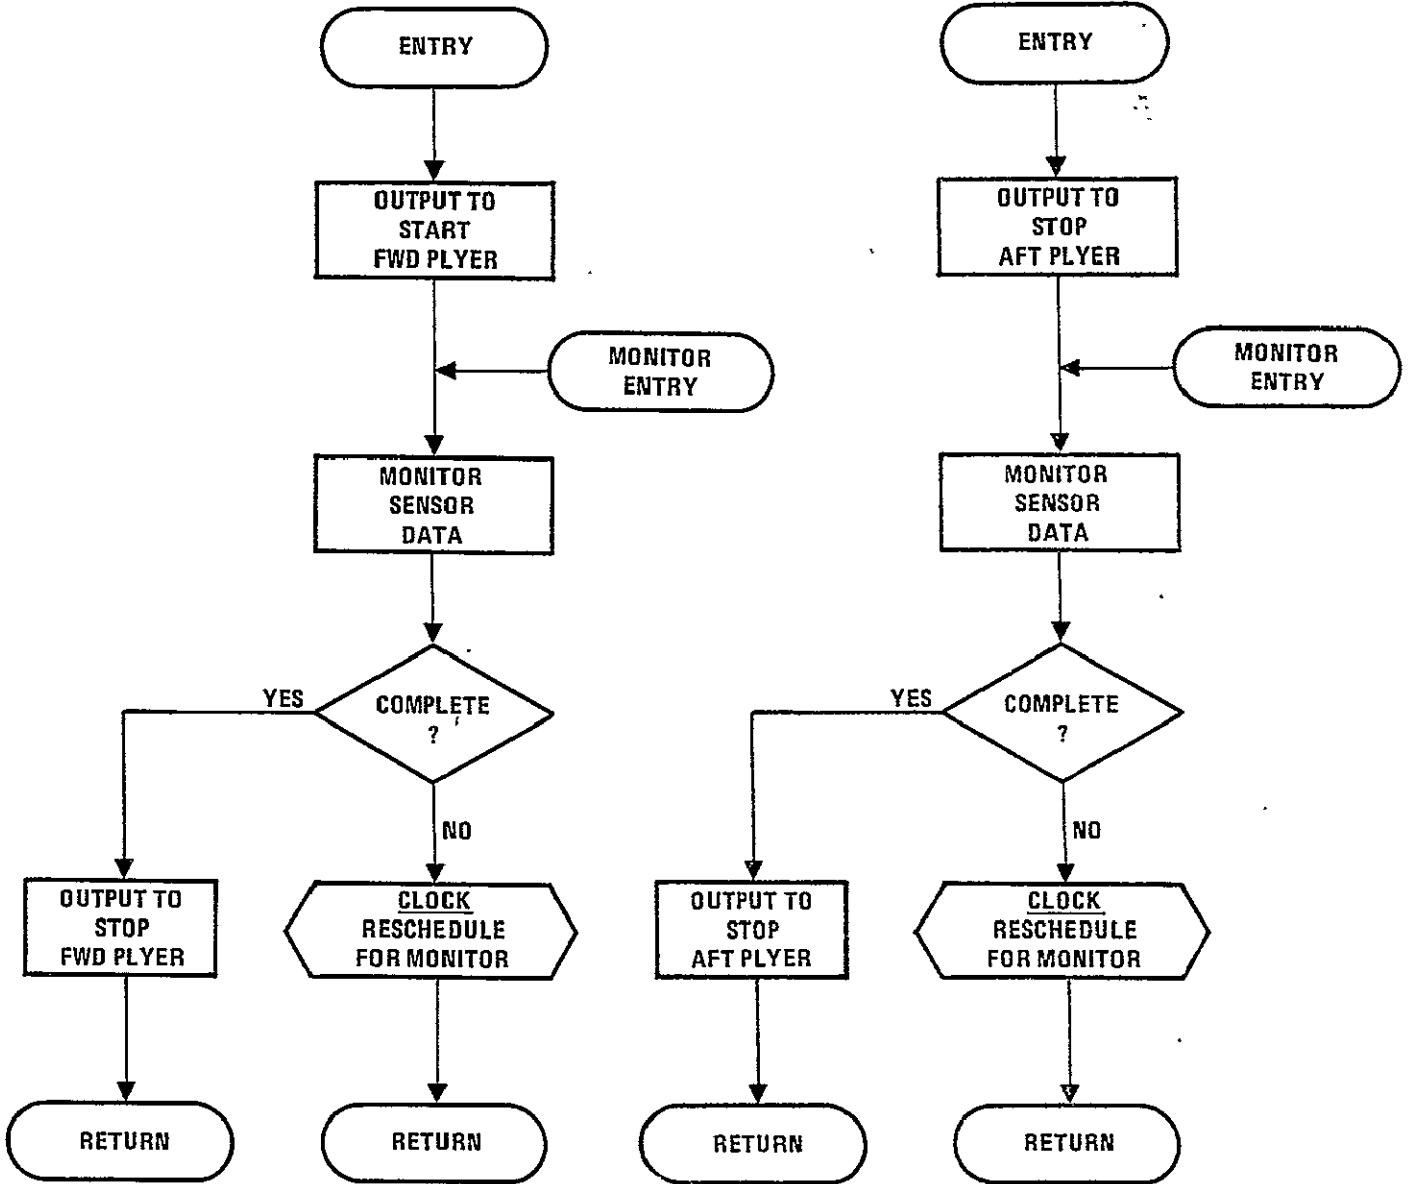 ENTRY
OUTPUT TO
START
FWD PLYER
MONITOR
ENTRY
MONITOR
SENSOR
DATA
YES
COMPLETE
?
NO
OUTPUT TO
STOP
FWD PLYER
CLOCK
RESCHEDULE
FOR MONITOR
RETURN
RETURN
ENTRY
OUTPUT TO
STOP
AFT PLYER
MONITOR
ENTRY
MONITOR
SENSOR
DATA
YES
COMPLETE
?
NO
OUTPUT TO
STOP
AFT PLYER
CLOCK
RESCHEDULE
FOR MONITOR
RETURN
RETURN